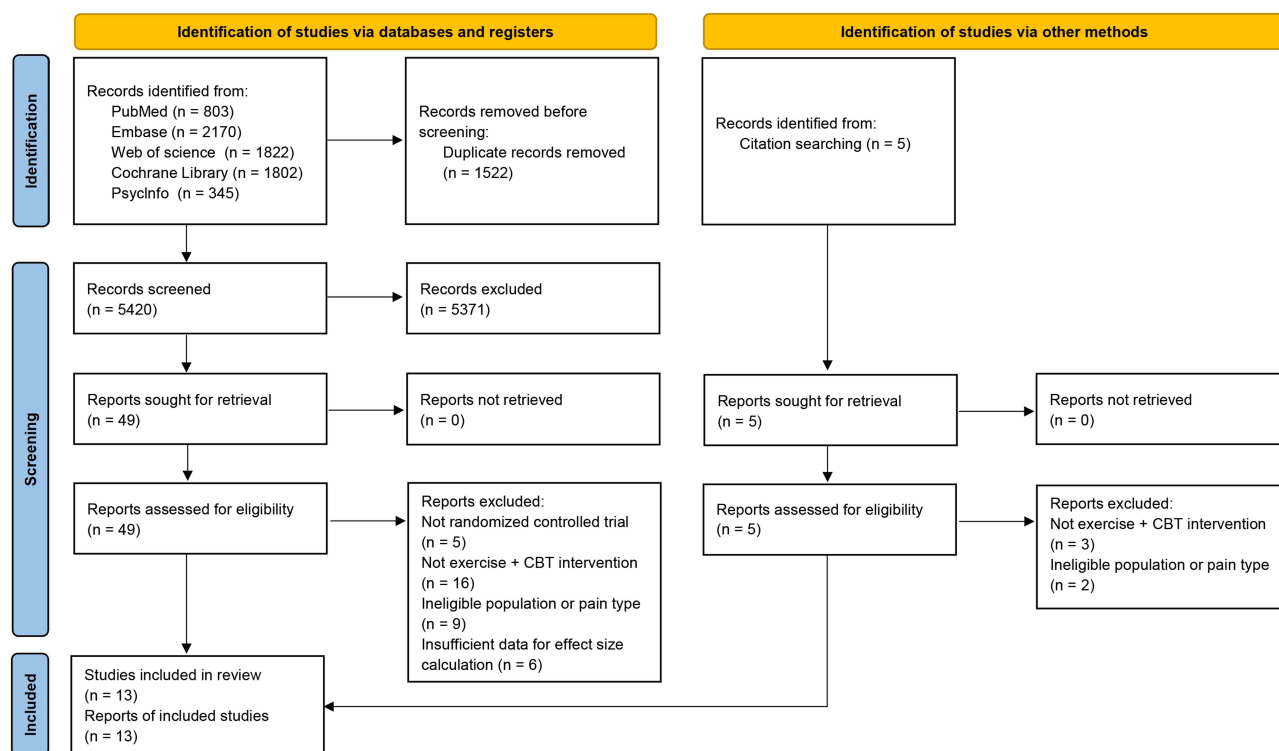 Identification of studies via databases and registers
Identification of studies via other methods
Identification
Records identified from:
PubMed (n = 803)
Embase (n = 2170)
Web of science (n = 1822)
Cochrane Library (n = 1802)
PsycInfo (n = 345)
Records removed before
screening:
Duplicate records removed
(n = 1522)
Records identified from:
Citation searching (n = 5)
Screening
Records screened
(n = 5420)
Records excluded
(n = 5371)
Reports sought for retrieval
(n = 49)
Reports not retrieved
(n = 0)
Reports sought for retrieval
(n = 5)
Reports not retrieved
(n = 0)
Reports assessed for eligibility
(n = 49)
Reports excluded:
Not randomized controlled trial
(n = 5)
Not exercise + CBT intervention
(n = 16)
Ineligible population or pain type
(n = 9)
Insufficient data for effect size
calculation (n = 6)
Reports assessed for eligibility
(n = 5)
Reports excluded:
Not exercise + CBT intervention
(n = 3)
Ineligible population or pain type
(n = 2)
Included
Studies included in review
(n = 13)
Reports of included studies
(n = 13)